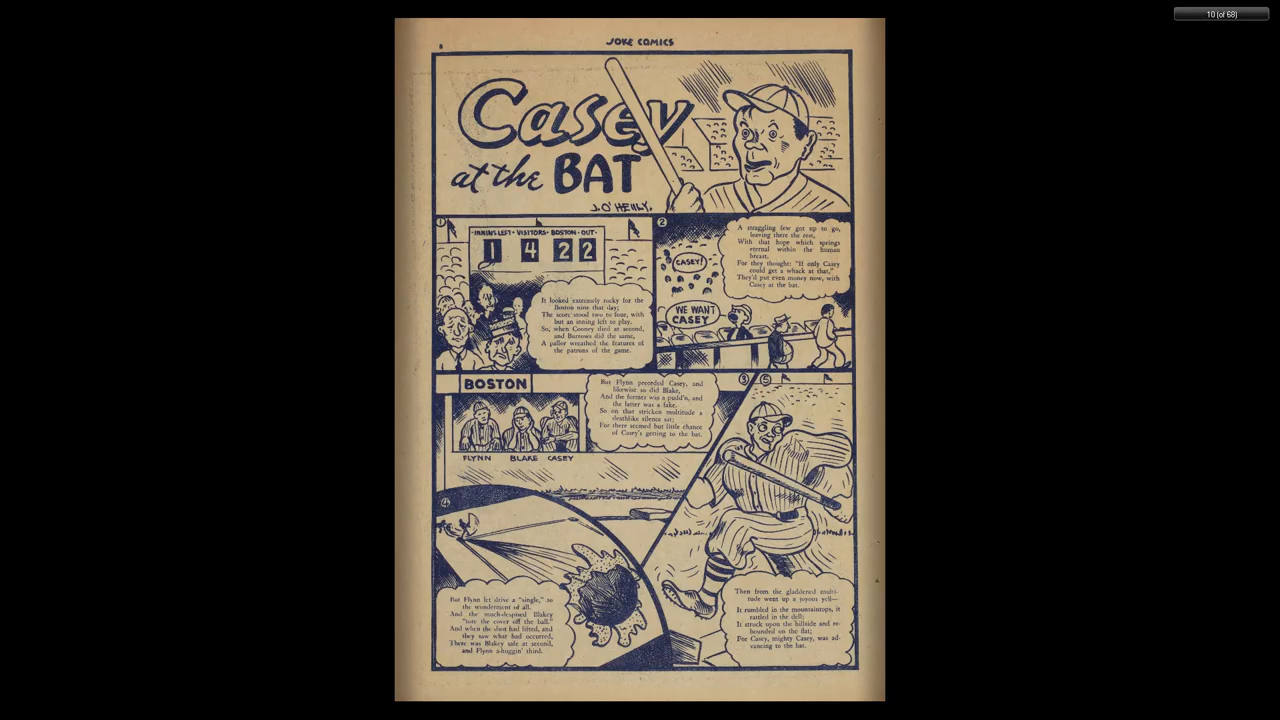 10 (of 68)
8
JOKE COMICS
Casey
at the BAT
J. O'HENLY.
1
INNINS LEFT · VISITORS · BOSTON · OUT ·
1 4 2 2
It looked extremely rocky for the
Boston nine that day;
The score stood two to four, with
but an inning left to play.
So, when Cooney died at second,
and Burrows did the same,
A pallor wreathed the features of
the patrons of the game.
2
A straggling few got up to go,
leaving there the rest,
With that hope which springs
eternal within the human
breast.
For they thought: "If only Casey
could get a whack at that,"
They'd put even money now, with
Casey at the bat.
CASEY!
WE WANT
CASEY
BOSTON
FLYNN BLAKE CASEY
3
But Flynn preceded Casey, and
likewise so did Blake,
And the former was a pudd'n, and
the latter was a fake.
So on that stricken multitude a
deathlike silence sat;
For there seemed but little chance
of Casey's getting to the bat.
4
But Flynn let drive a "single," to
the wonderment of all.
And the much-despised Blakey
"tore the cover off the ball."
And when the dust had lifted, and
they saw what had occurred,
There was Blakey safe at second,
and Flynn a-huggin' third.
5
Then from the gladdened multi-
tude went up a joyous yell—
It rumbled in the mountaintops, it
rattled in the dell;
It struck upon the hillside and re-
bounded on the flat;
For Casey, mighty Casey, was ad-
vancing to the bat.